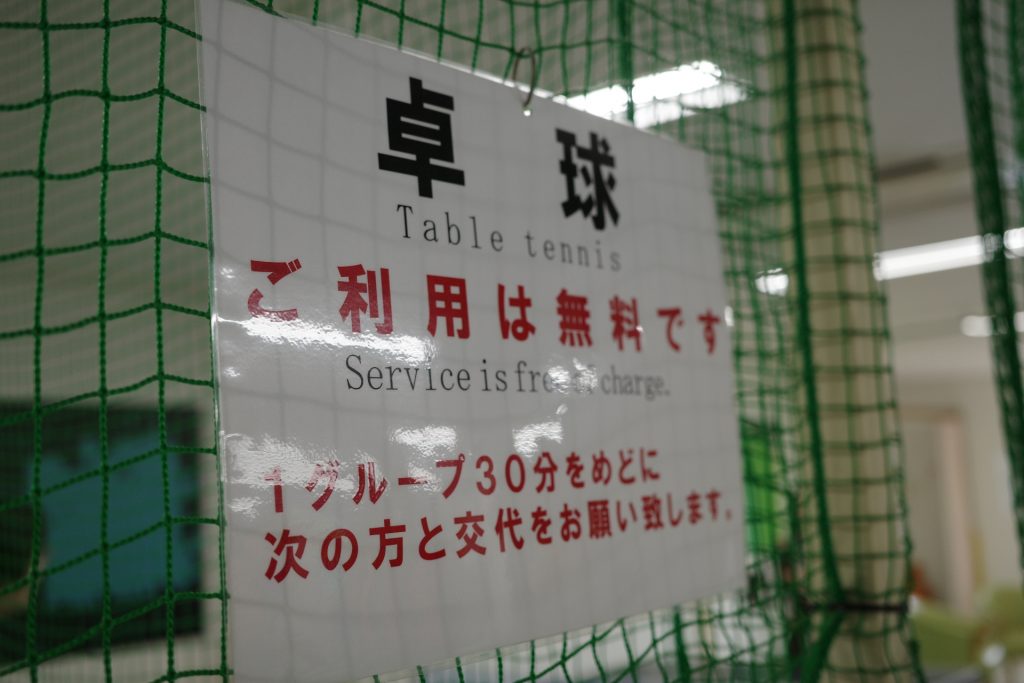 卓球
Table tennis
ご利用は無料です
Service is free of charge.
1グループ30分をめどに
次の方と交代をお願い致します。